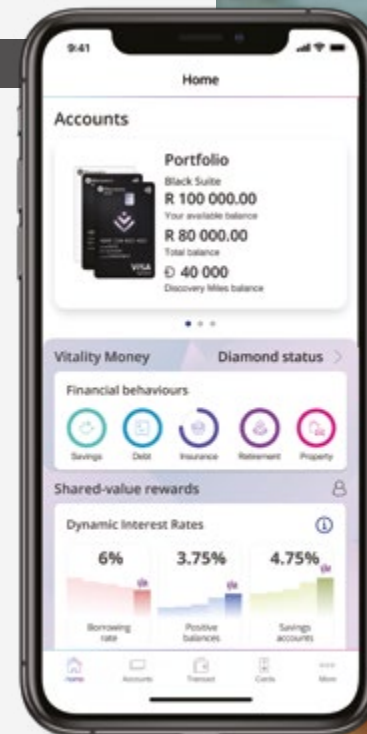 9:41
Home
Accounts
Portfolio
Black Suite
R 100 000.00
Your available balance
R 80 000.00
Total balance
40 000
Discovery Miles balance
VISA
Vitality Money
Diamond status
Financial behaviours
Savings
Debt
Insurance
Retirement
Property
Shared-value rewards
Dynamic Interest Rates
6%
3.75%
4.75%
Borrowing
rate
Positive
balances
Savings
accounts
Home
Accounts
Transact
Cards
More